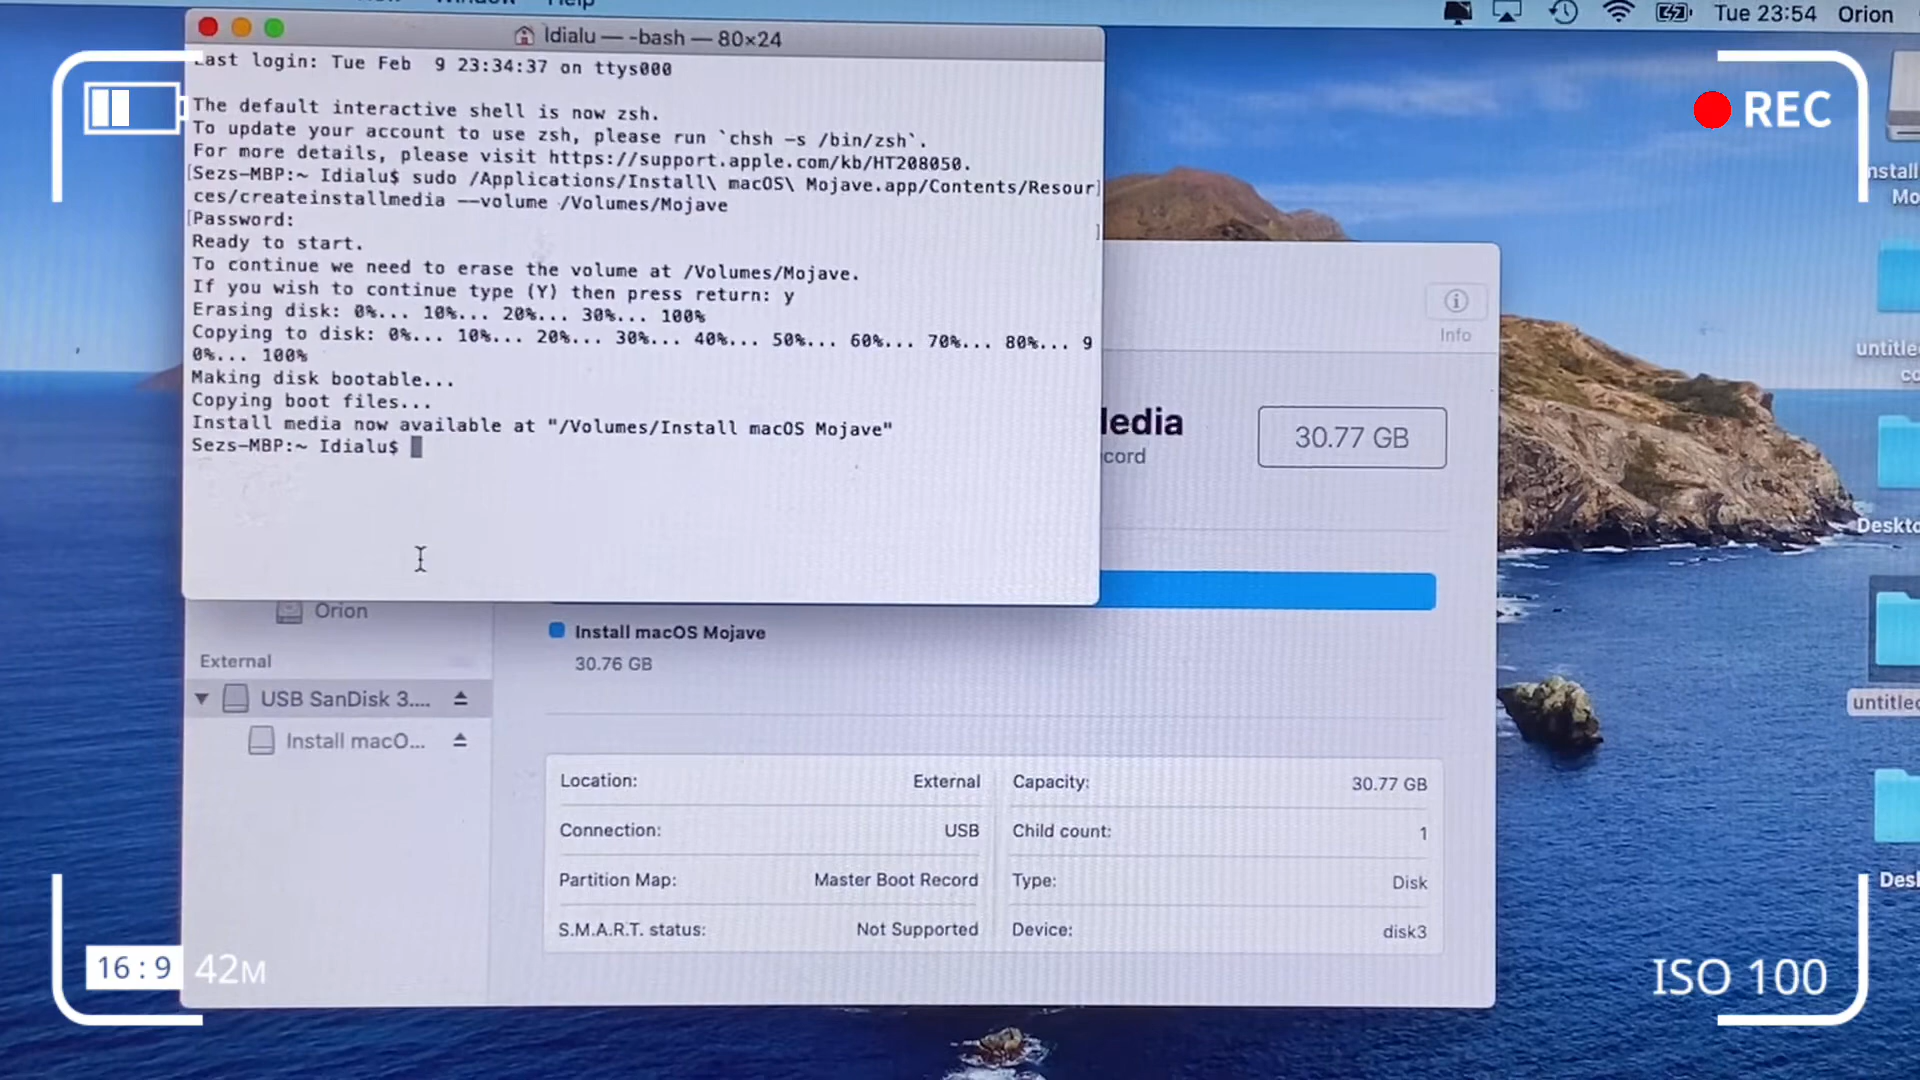 Window Help
Tue 23:54 Orion
Idialu — -bash — 80×24
Last login: Tue Feb  9 23:34:37 on ttys000
The default interactive shell is now zsh.
To update your account to use zsh, please run `chsh -s /bin/zsh`.
For more details, please visit https://support.apple.com/kb/HT208050.
[Sezs-MBP:~ Idialu$ sudo /Applications/Install\ macOS\ Mojave.app/Contents/Resour]
ces/createinstallmedia --volume /Volumes/Mojave
[Password: ]
Ready to start.
To continue we need to erase the volume at /Volumes/Mojave.
If you wish to continue type (Y) then press return: y
Erasing disk: 0%... 10%... 20%... 30%... 100%
Copying to disk: 0%... 10%... 20%... 30%... 40%... 50%... 60%... 70%... 80%... 9
0%... 100%
Making disk bootable...
Copying boot files...
Install media now available at "/Volumes/Install macOS Mojave"
Sezs-MBP:~ Idialu$
REC
nstall
Mo
Info
untitle
co
edia
cord
30.77 GB
Deskto
Orion
External
USB SanDisk 3....
Install macO...
Install macOS Mojave
30.76 GB
untitled
Location: External
Capacity: 30.77 GB
Connection: USB
Child count: 1
Partition Map: Master Boot Record
Type: Disk
S.M.A.R.T. status: Not Supported
Device: disk3
Des
16:9 42M
ISO 100